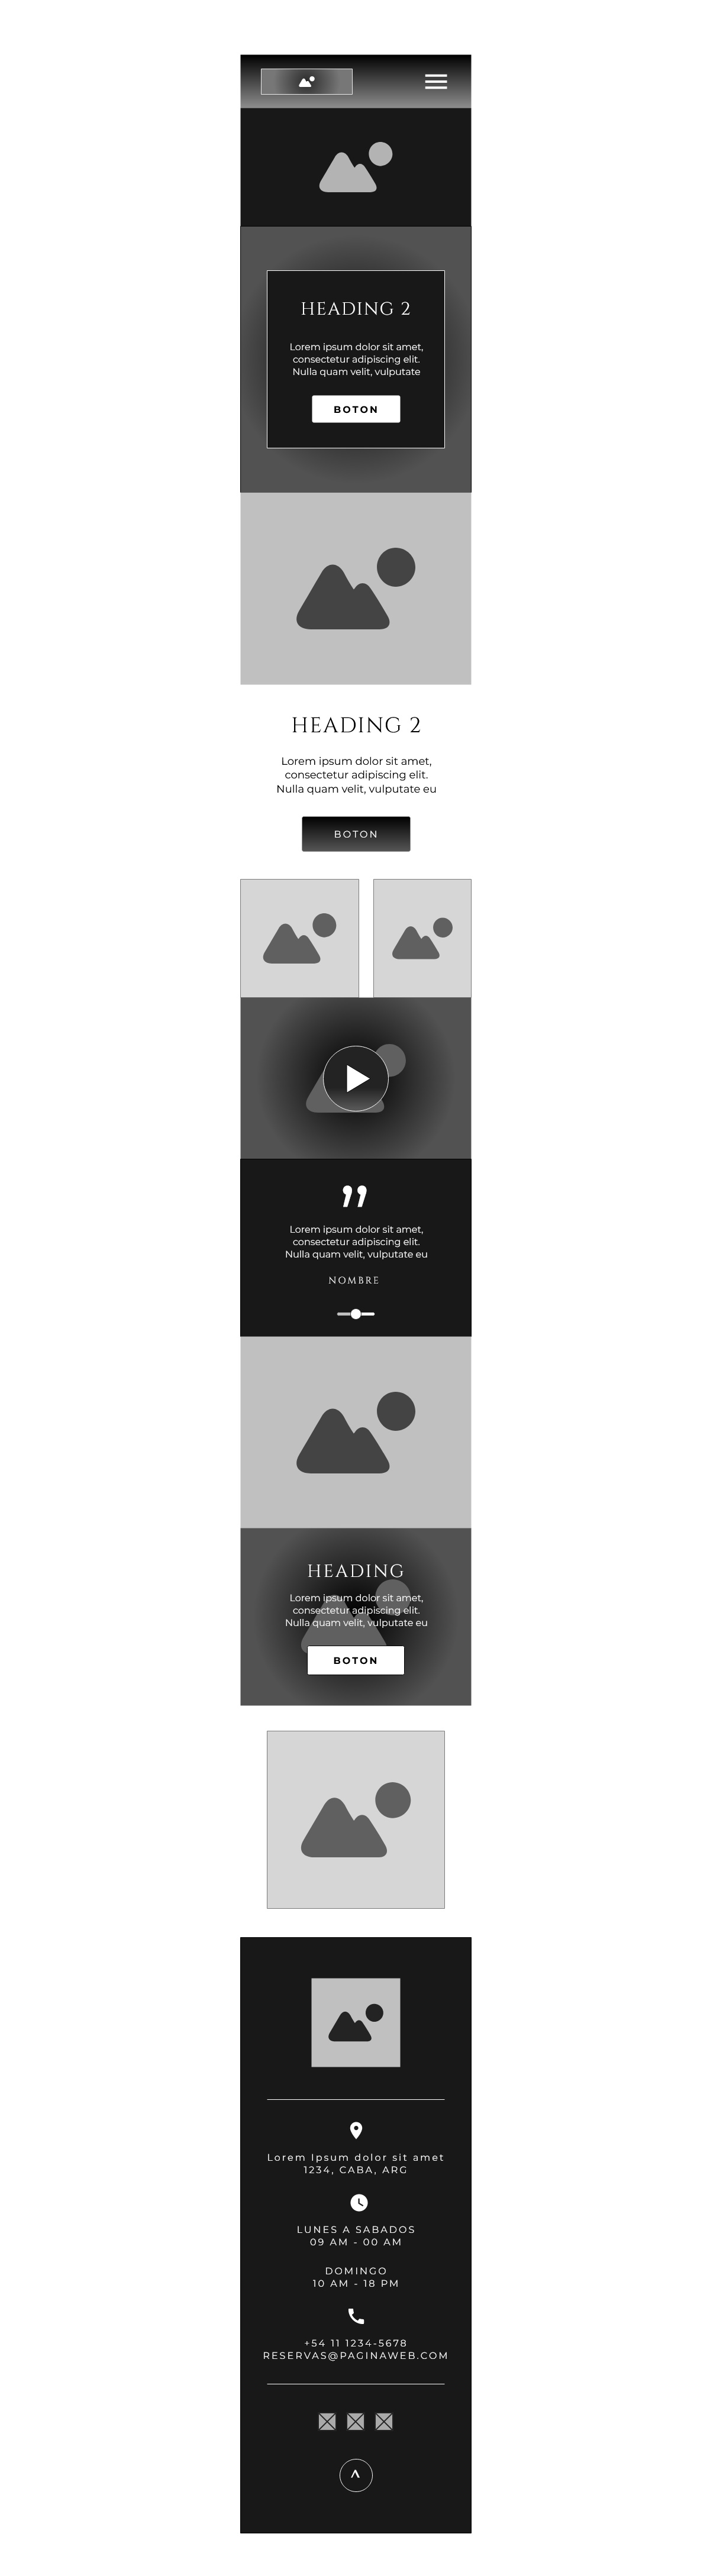 HEADING 2
Lorem ipsum dolor sit amet,
consectetur adipiscing elit.
Nulla quam velit, vulputate
BOTON
HEADING 2
Lorem ipsum dolor sit amet,
consectetur adipiscing elit.
Nulla quam velit, vulputate eu
BOTON
”
Lorem ipsum dolor sit amet,
consectetur adipiscing elit.
Nulla quam velit, vulputate eu
NOMBRE
HEADING
Lorem ipsum dolor sit amet,
consectetur adipiscing elit.
Nulla quam velit, vulputate eu
BOTON
Lorem Ipsum dolor sit amet
1234, CABA, ARG
LUNES A SABADOS
09 AM - 00 AM
DOMINGO
10 AM - 18 PM
+54 11 1234-5678
RESERVAS@PAGINAWEB.COM
^